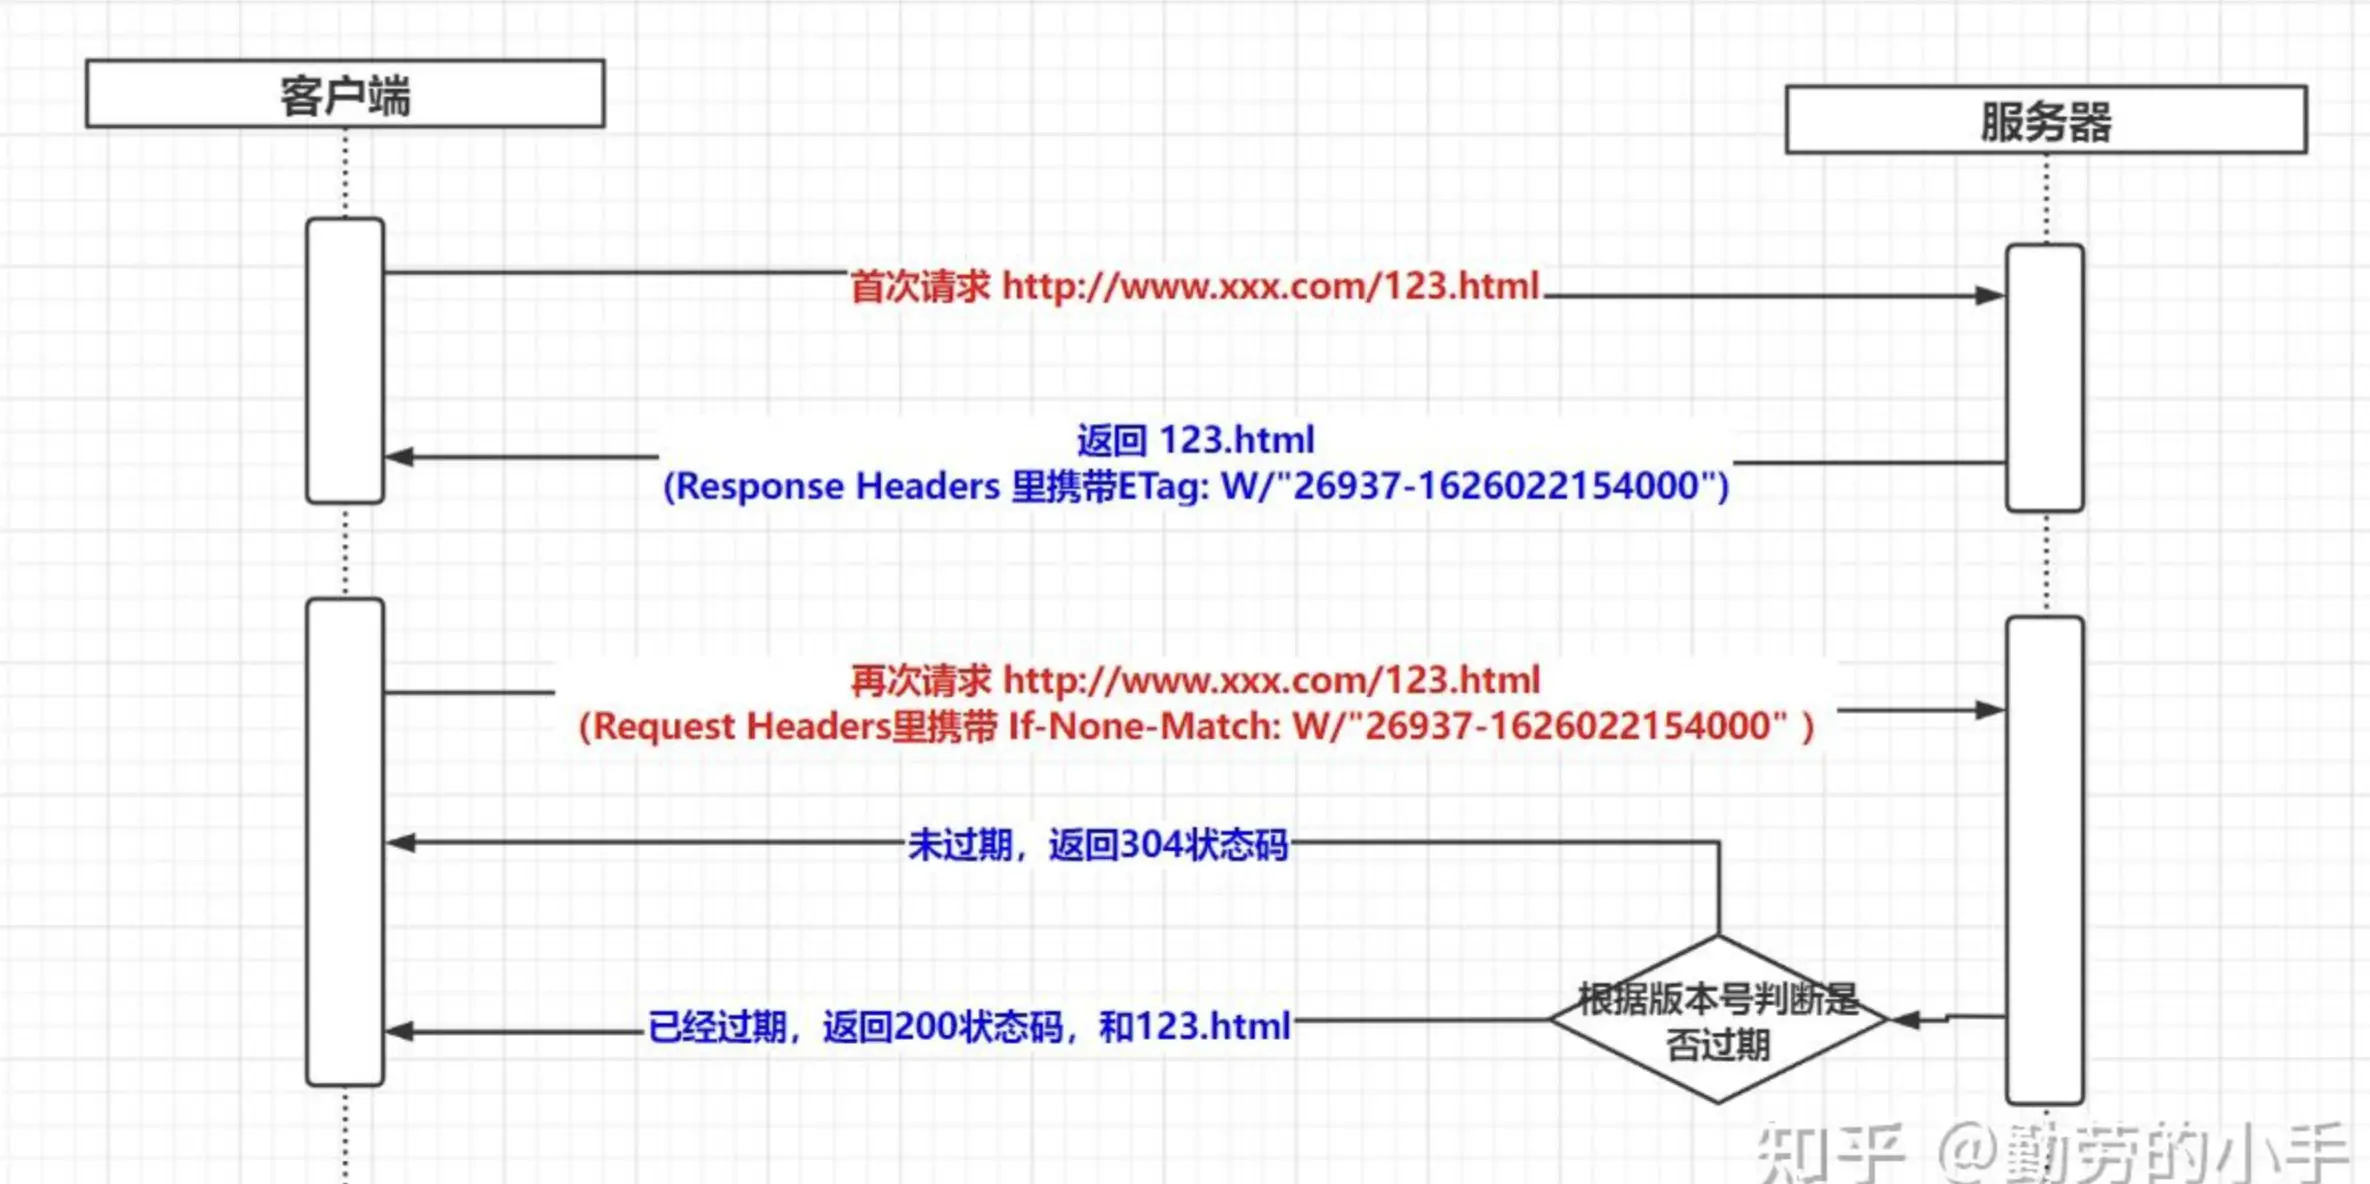 客户端
服务器
首次请求 http://www.xxx.com/123.html
返回 123.html
(Response Headers 里携带ETag: W/"26937-1626022154000")
再次请求 http://www.xxx.com/123.html
(Request Headers里携带 If-None-Match: W/"26937-1626022154000" )
未过期，返回304状态码
根据版本号判断是
否过期
已经过期，返回200状态码，和123.html
知乎 @勤劳的小手